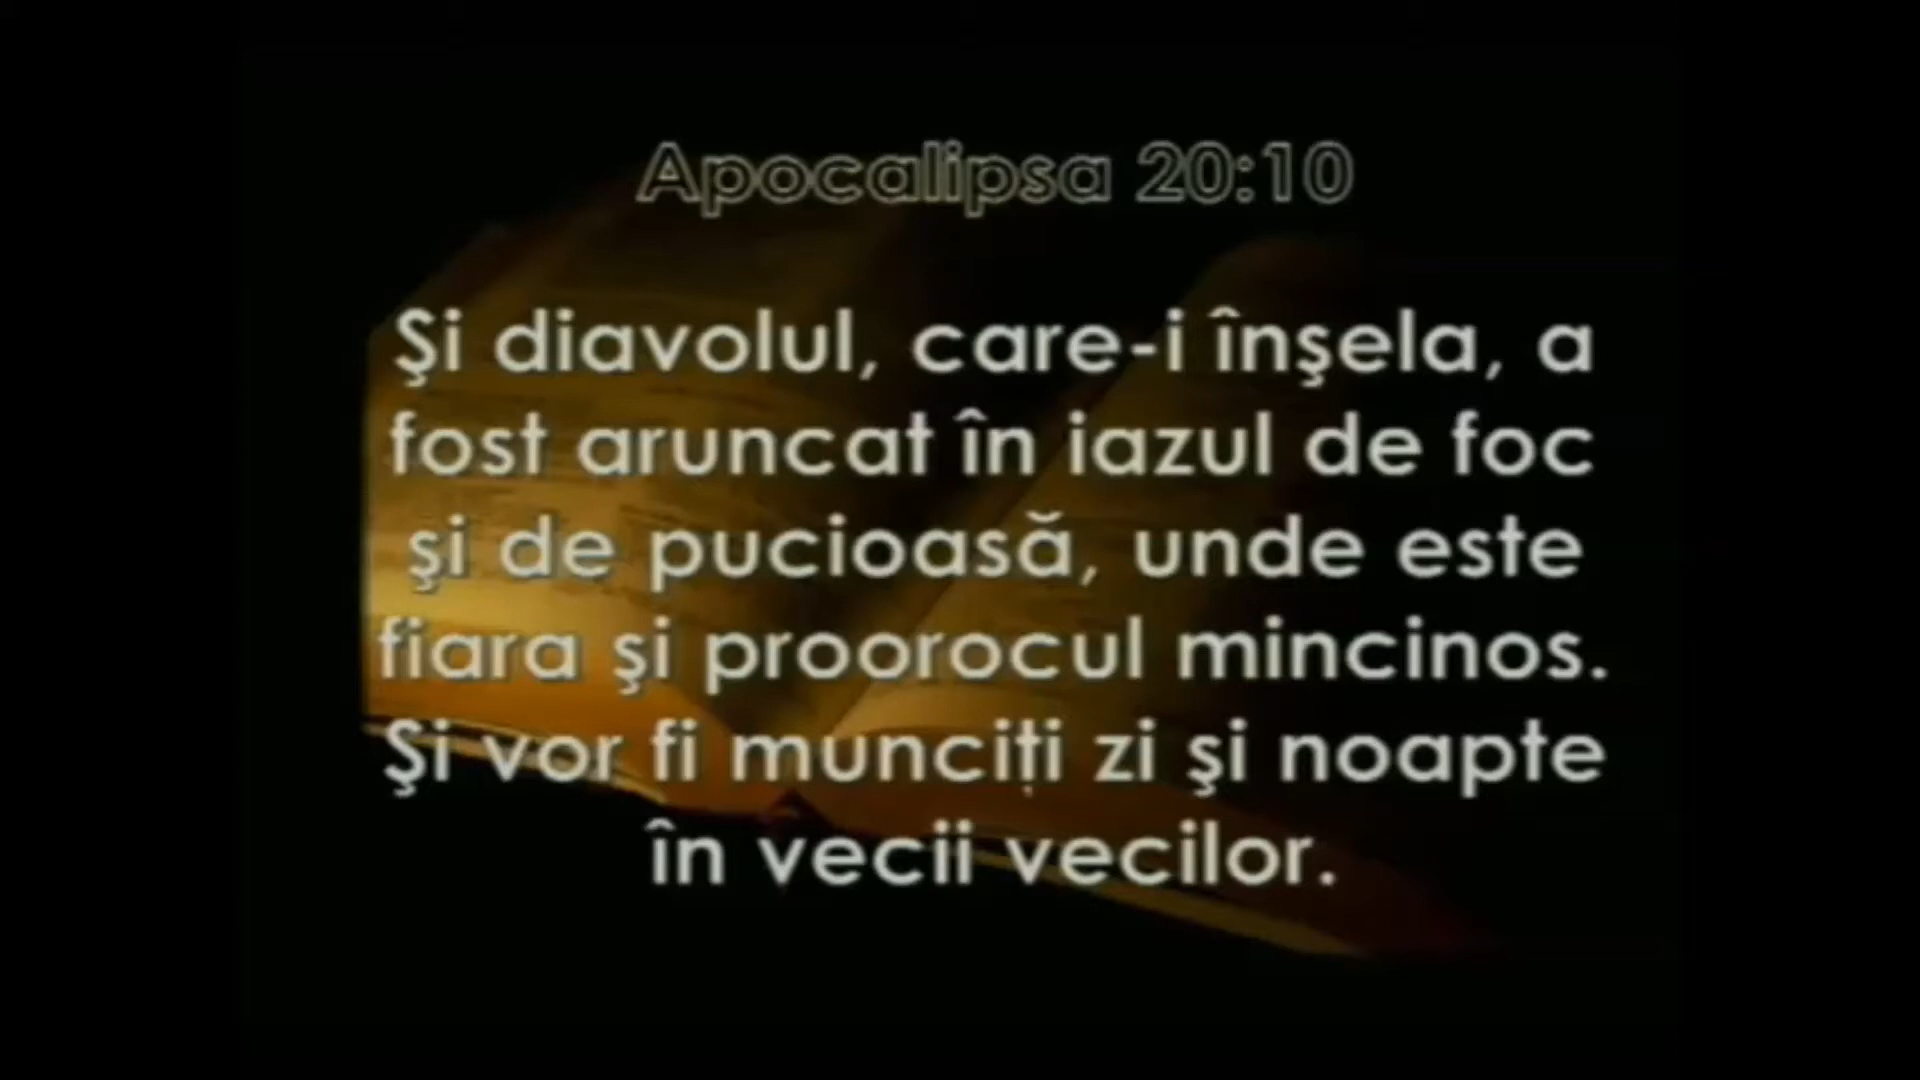 Apocalipsa 20:10
Şi diavolul, care-i înşela, a
fost aruncat în iazul de foc
şi de pucioasă, unde este
fiara şi proorocul mincinos.
Şi vor fi munciți zi şi noapte
în vecii vecilor.